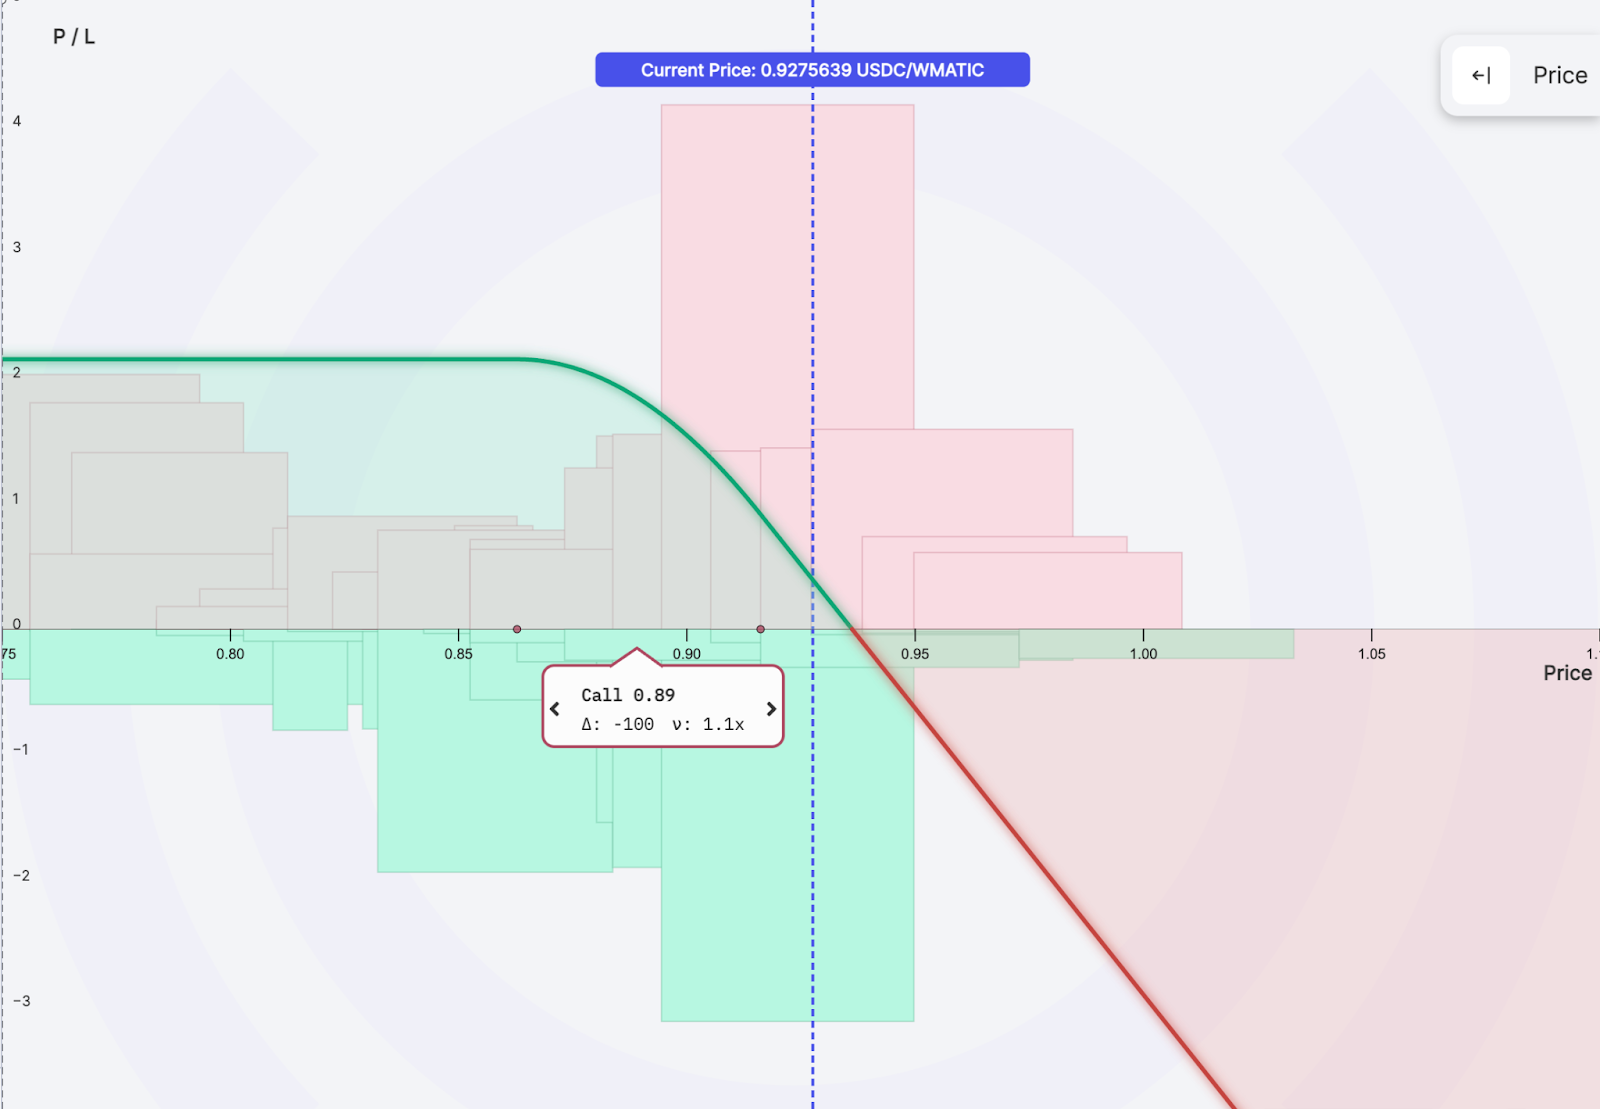 P / L
Current Price: 0.9275639 USDC/WMATIC
Price
4
3
2
1
0
75
0.80
0.85
0.90
0.95
1.00
1.05
Price
Call 0.89
Δ: -100 ν: 1.1x
−1
−2
−3